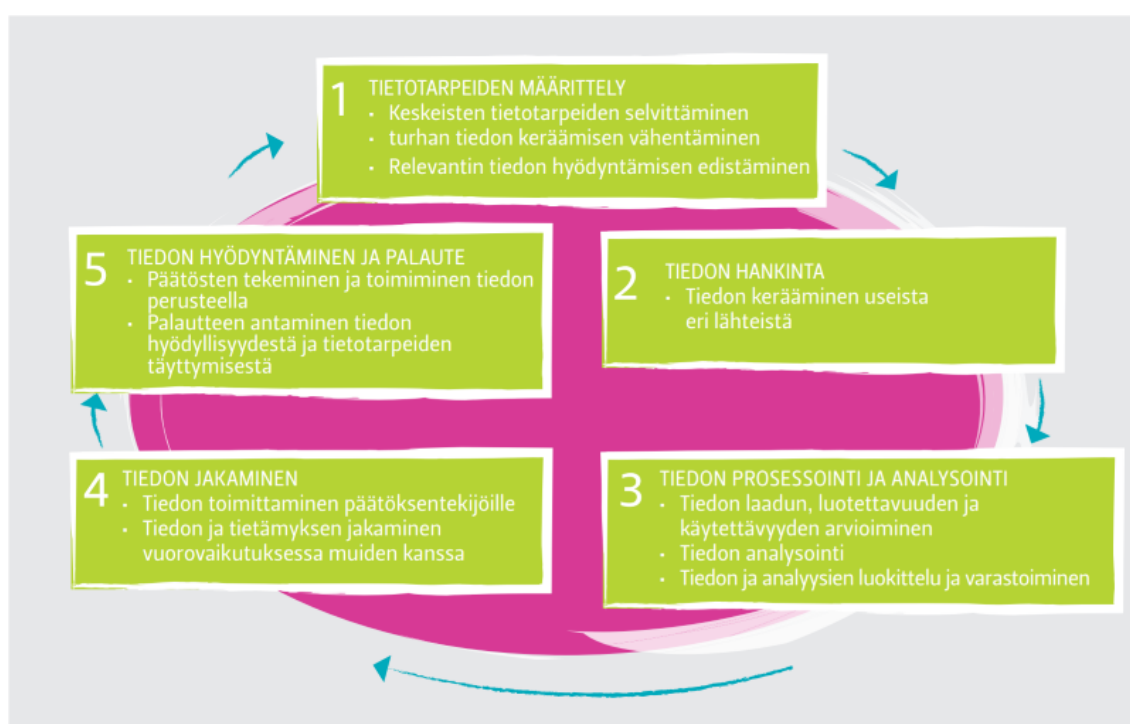 1 TIETOTARPEIDEN MÄÄRITTELY
• Keskeisten tietotarpeiden selvittäminen
• turhan tiedon keräämisen vähentäminen
• Relevantin tiedon hyödyntämisen edistäminen
2 TIEDON HANKINTA
• Tiedon kerääminen useista
eri lähteistä
3 TIEDON PROSESSOINTI JA ANALYSOINTI
• Tiedon laadun, luotettavuuden ja
käytettävyyden arvioiminen
• Tiedon analysointi
• Tiedon ja analyysien luokittelu ja varastoiminen
4 TIEDON JAKAMINEN
• Tiedon toimittaminen päätöksentekijöille
• Tiedon ja tietämyksen jakaminen
vuorovaikutuksessa muiden kanssa
5 TIEDON HYÖDYNTÄMINEN JA PALAUTE
• Päätösten tekeminen ja toimiminen tiedon
perusteella
• Palautteen antaminen tiedon
hyödyllisyydestä ja tietotarpeiden
täyttymisestä